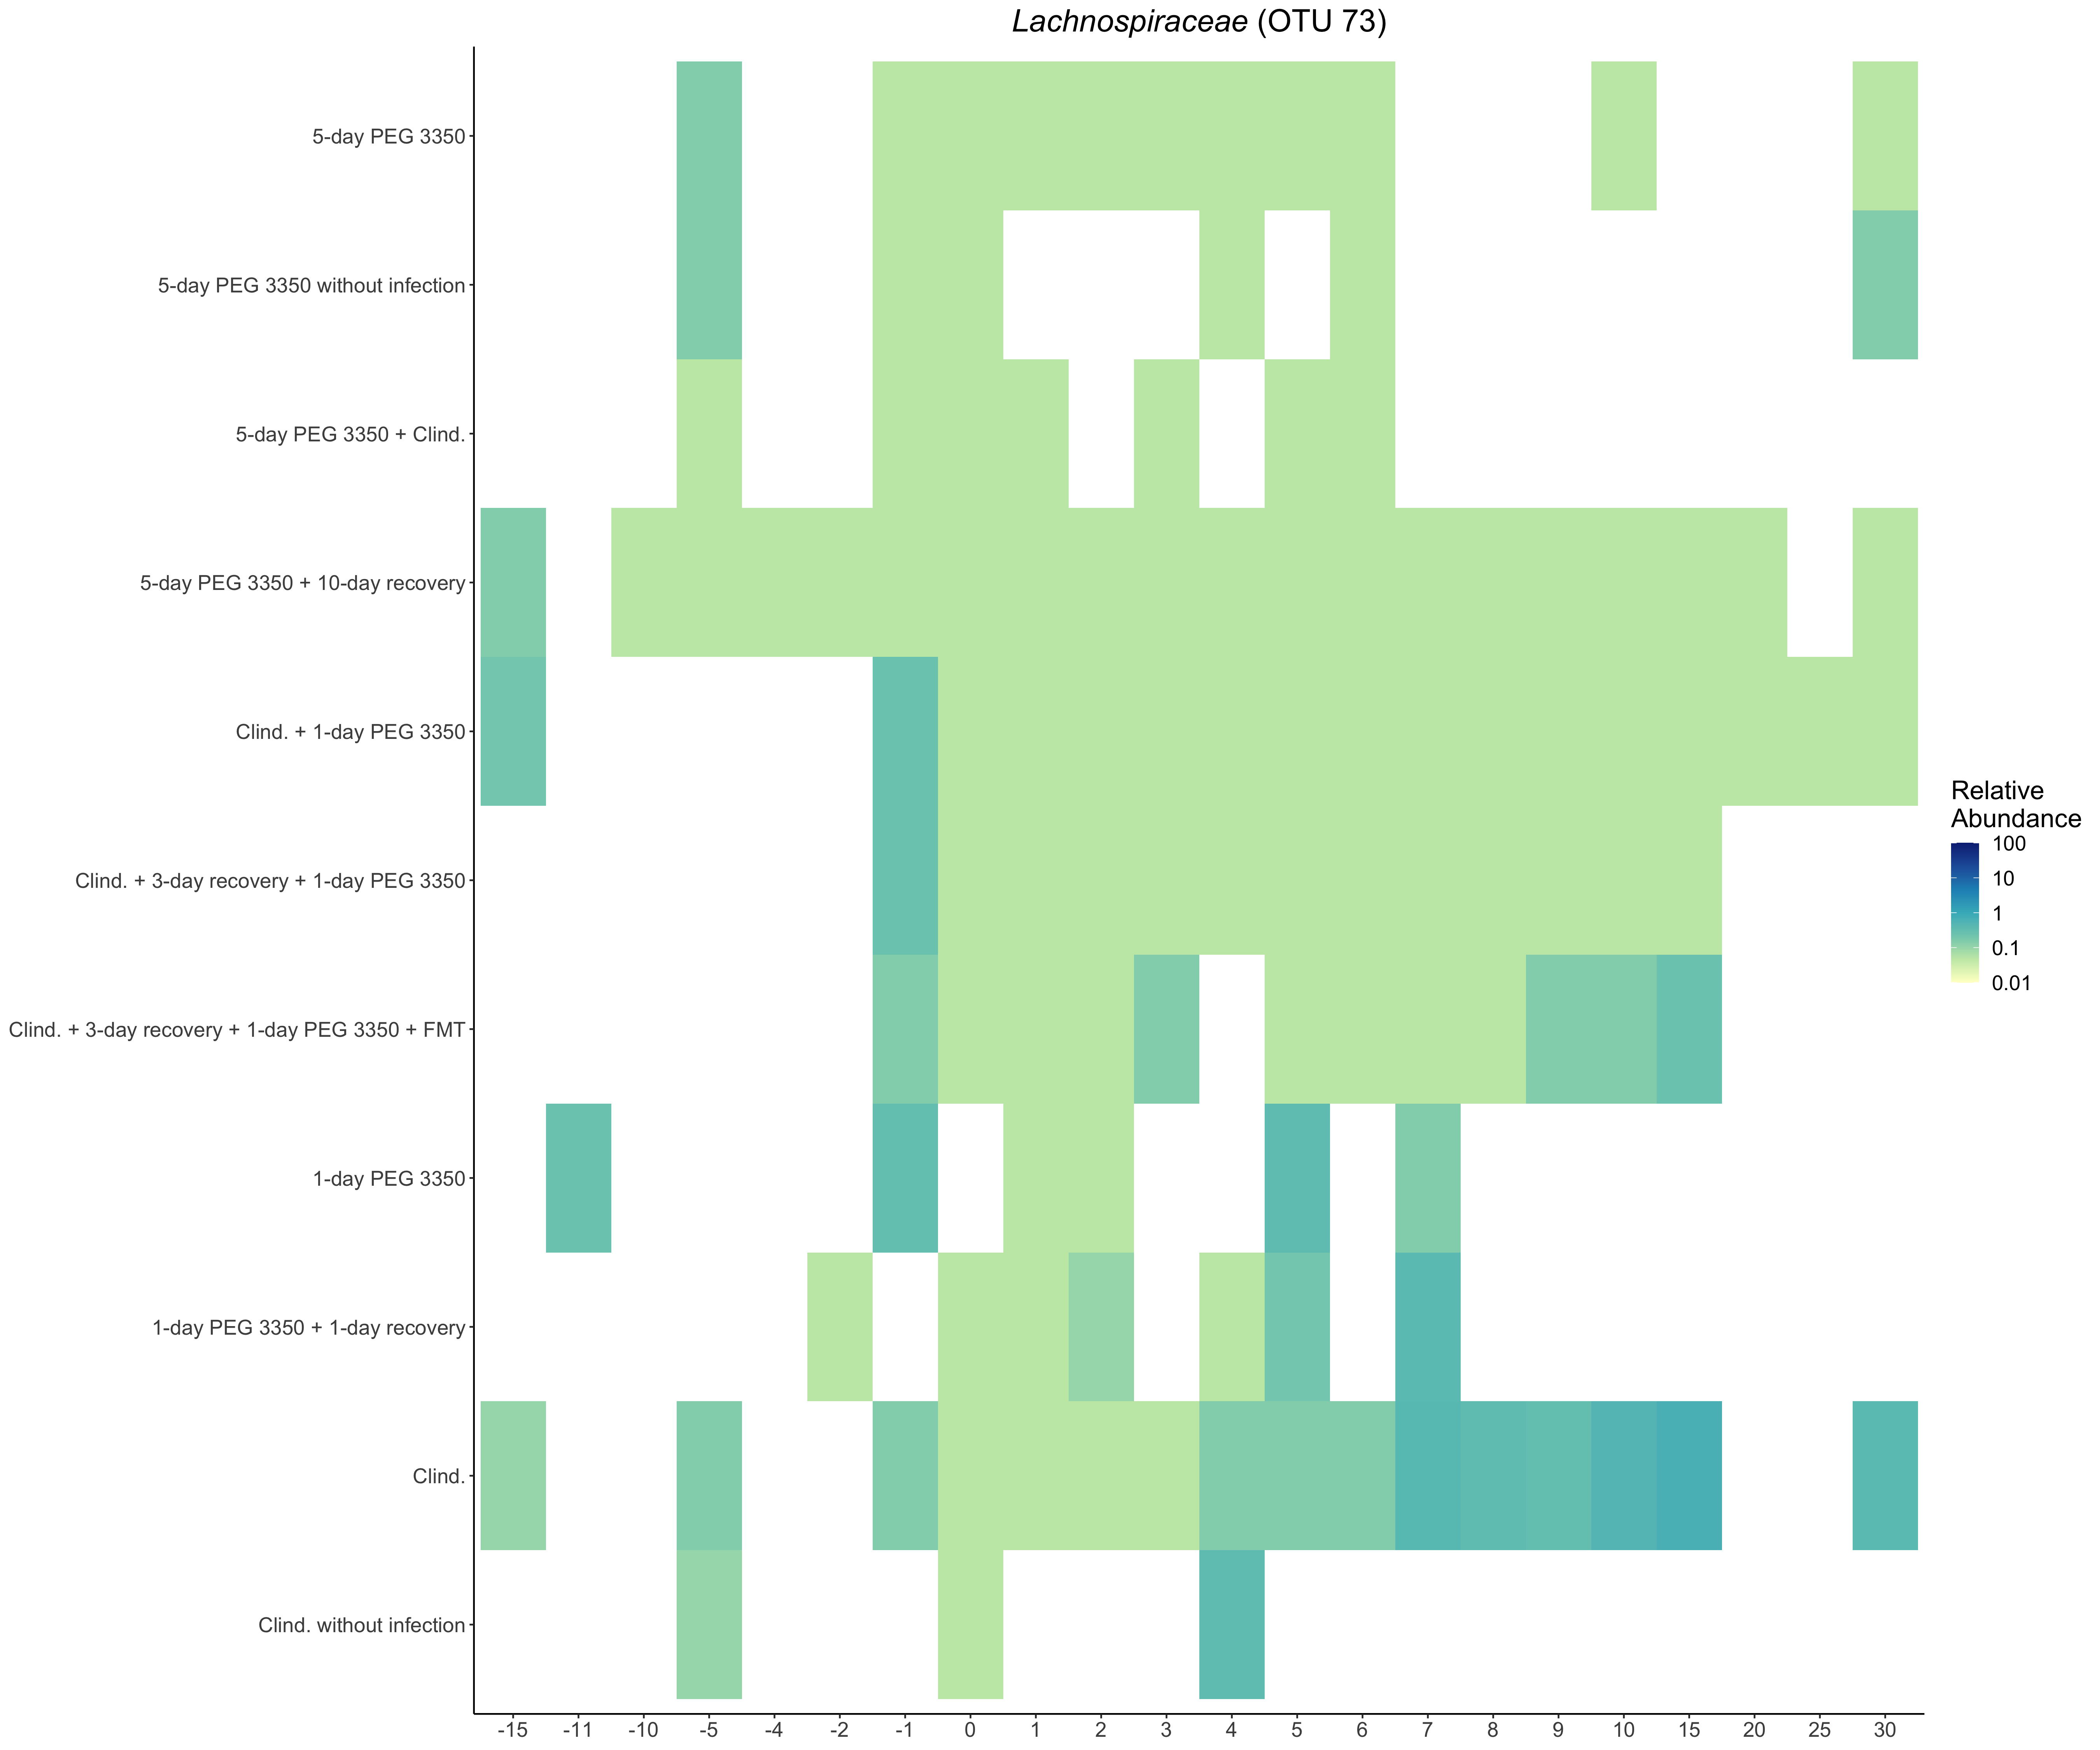 Lachnospiraceae (OTU 73)
5-day PEG 3350
5-day PEG 3350 without infection
5-day PEG 3350 + Clind.
5-day PEG 3350 + 10-day recovery
Clind. + 1-day PEG 3350
Clind. + 3-day recovery + 1-day PEG 3350
Clind. + 3-day recovery + 1-day PEG 3350 + FMT
1-day PEG 3350
1-day PEG 3350 + 1-day recovery
Clind.
Clind. without infection
-15 -11 -10 -5 -4 -2 -1 0 1 2 3 4 5 6 7 8 9 10 15 20 25 30
Relative
Abundance
100
10
1
0.1
0.01